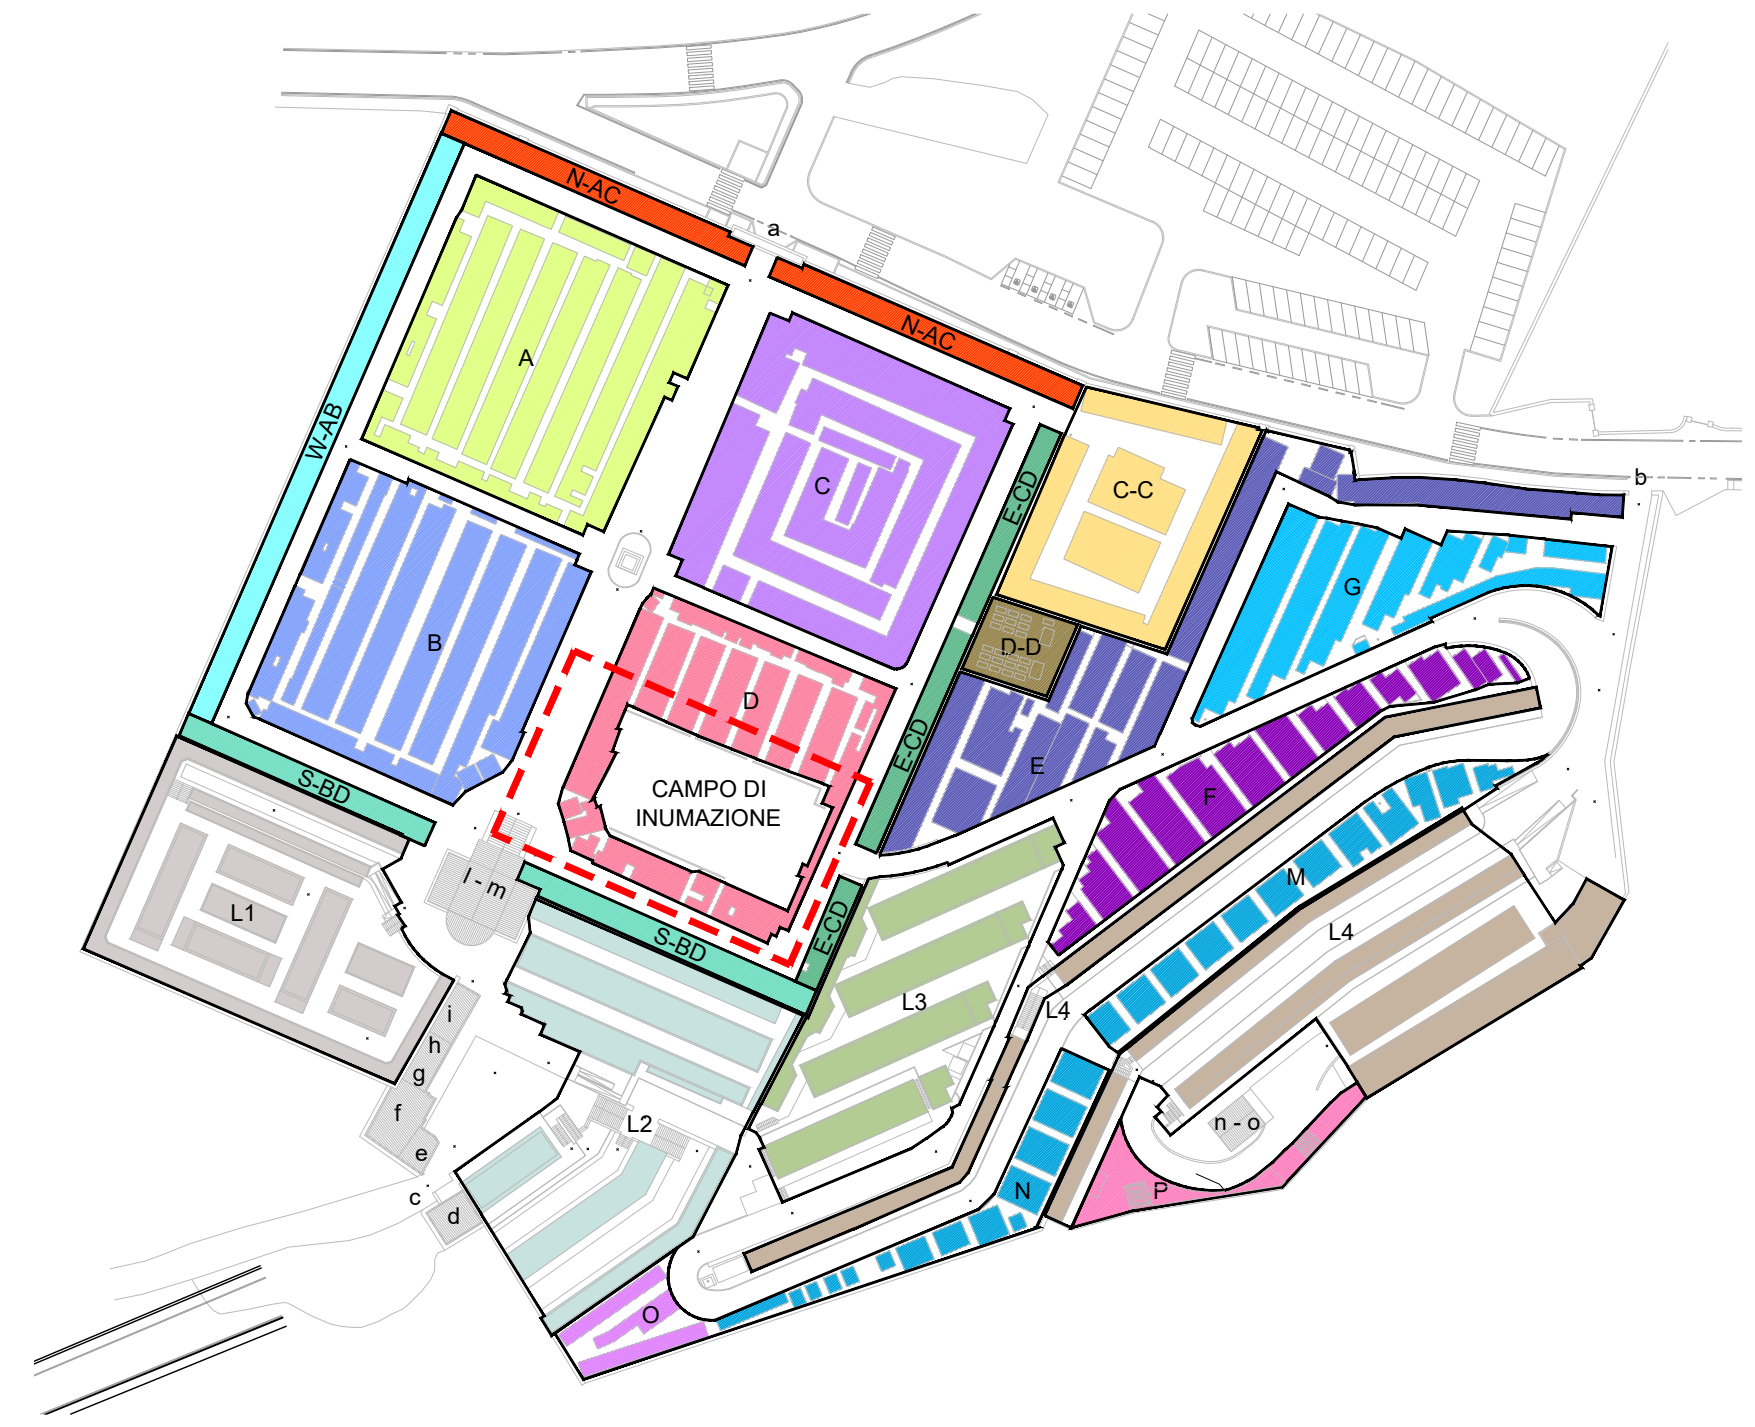 N-AC
a
N-AC
A
W-AB
C
C-C
E-CD
b
G
B
D-D
D
E-CD
E
CAMPO DI
INUMAZIONE
S-BD
F
l - m
M
L1
E-CD
S-BD
L4
L3
L4
i
h
g
f
L2
n - o
e
c
d
N
P
O